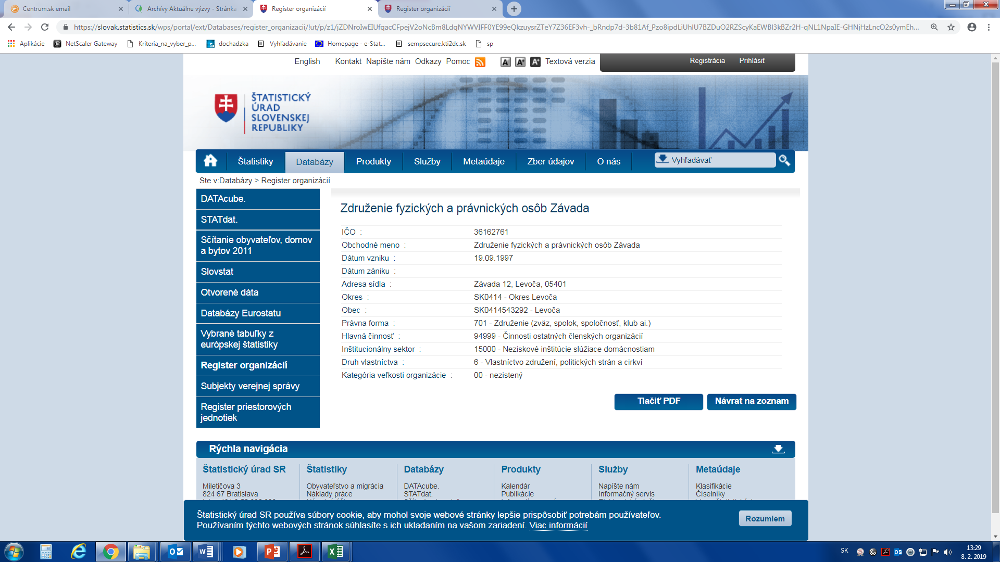 Centrum.sk email
Archívy Aktuálne výzvy - Stránka
Register organizácií
Register organizácií
https://slovak.statistics.sk/wps/portal/ext/Databases/register_organizacii/!ut/p/z1/
Aplikácie
NetScaler Gateway
Kriteria_na_vyber_p...
dochadzka
Vyhľadávanie
Homepage - e-Stat...
sempsecure.kti2dc.sk
sp
English
Kontakt
Napíšte nám
Odkazy
Pomoc
Textová verzia
Registrácia
Prihlásiť
ŠTATISTICKÝ
ÚRAD
SLOVENSKEJ
REPUBLIKY
Štatistiky
Databázy
Produkty
Služby
Metaúdaje
Zber údajov
O nás
Vyhľadávať
Ste v:Databázy > Register organizácií
DATAcube.
STATdat.
Sčítanie obyvateľov, domov
a bytov 2011
Slovstat
Otvorené dáta
Databázy Eurostatu
Vybrané tabuľky z
európskej štatistiky
Register organizácií
Subjekty verejnej správy
Register priestorových
jednotiek
Združenie fyzických a právnických osôb Závada
IČO : 36162761
Obchodné meno : Združenie fyzických a právnických osôb Závada
Dátum vzniku : 19.09.1997
Dátum zániku :
Adresa sídla : Závada 12, Levoča, 05401
Okres : SK0414 - Okres Levoča
Obec : SK0414543292 - Levoča
Právna forma : 701 - Združenie (zväz, spolok, spoločnosť, klub ai.)
Hlavná činnosť : 94999 - Činnosti ostatných členských organizácií
Inštitucionálny sektor : 15000 - Neziskové inštitúcie slúžiace domácnostiam
Druh vlastníctva : 6 - Vlastníctvo združení, politických strán a cirkví
Kategória veľkosti organizácie : 00 - nezistený
Tlačiť PDF
Návrat na zoznam
Rýchla navigácia
Štatistický úrad SR
Miletičova 3
824 67 Bratislava
Štatistiky
Obyvateľstvo a migrácia
Náklady práce
Databázy
DATAcube.
STATdat.
Produkty
Kalendár
Publikácie
Služby
Napíšte nám
Informačný servis
Metaúdaje
Klasifikácie
Číselníky
Štatistický úrad SR používa súbory cookie, aby mohol svoje webové stránky lepšie prispôsobiť potrebám používateľov.
Používaním týchto webových stránok súhlasíte s ich ukladaním na vašom zariadení. Viac informácií
Rozumiem
SK
13:29
8. 2. 2019